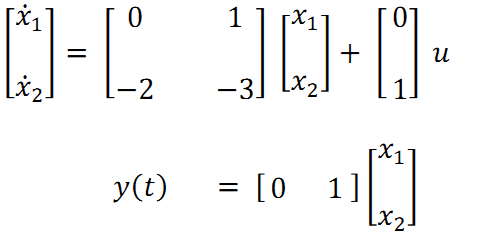 [ẋ₁ ẋ₂] = [0 1 −2 −3] [x₁ x₂] + [0 1] u
y(t) = [0 1] [x₁ x₂]